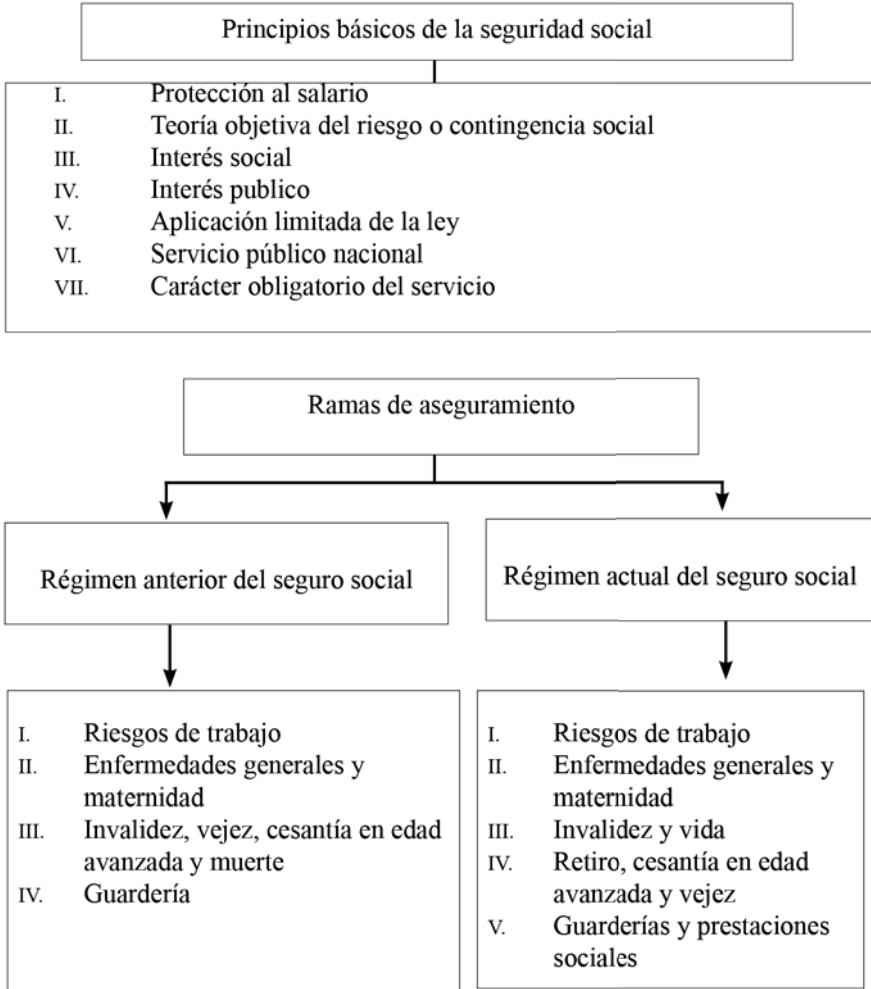 Principios básicos de la seguridad social
I. Protección al salario
II. Teoría objetiva del riesgo o contingencia social
III. Interés social
IV. Interés publico
V. Aplicación limitada de la ley
VI. Servicio público nacional
VII. Carácter obligatorio del servicio
Ramas de aseguramiento
Régimen anterior del seguro social
Régimen actual del seguro social
I. Riesgos de trabajo
II. Enfermedades generales y
maternidad
III. Invalidez, vejez, cesantía en edad
avanzada y muerte
IV. Guardería
I. Riesgos de trabajo
II. Enfermedades generales y
maternidad
III. Invalidez y vida
IV. Retiro, cesantía en edad
avanzada y vejez
V. Guarderías y prestaciones
sociales